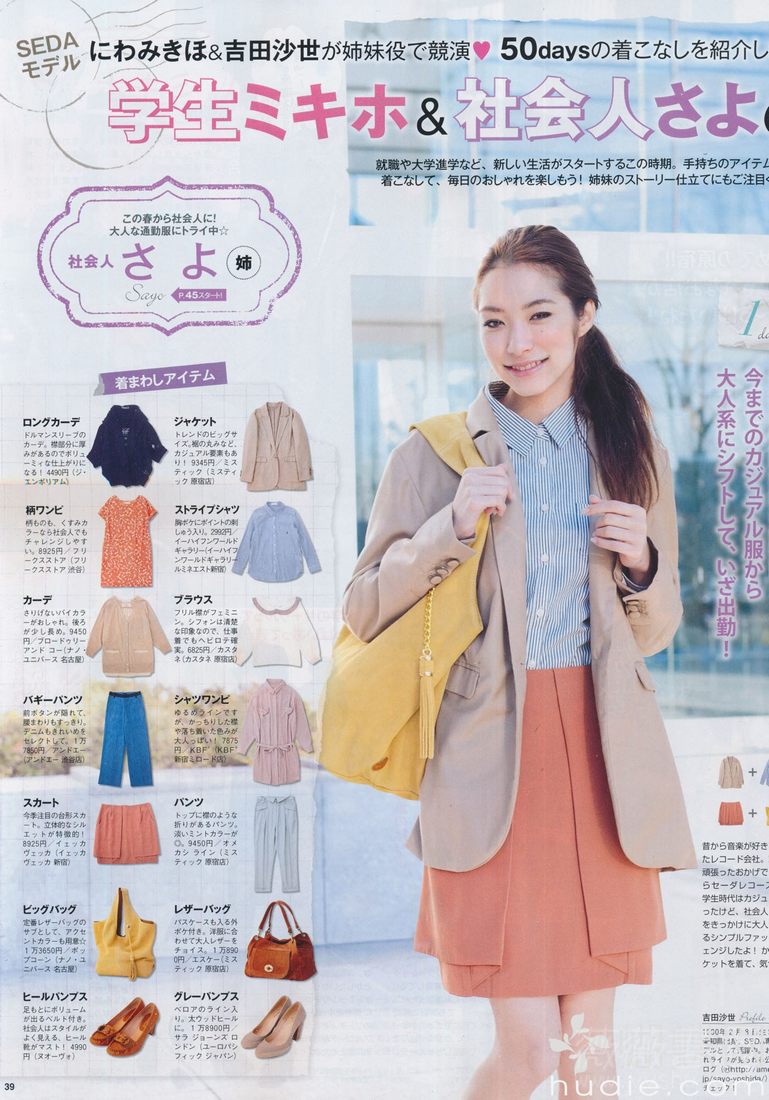 SEDA
モデル
にわみきほ&吉田沙世が姉妹役で競演♥ 50daysの着こなしを紹介し
学生ミキホ&社会人さよ
就職や大学進学など、新しい生活がスタートするこの時期。手持ちのアイテム
着こなして、毎日のおしゃれを楽しもう! 姉妹のストーリー仕立てにもご注目
この春から社会人に!
大人な通勤服にトライ中☆
社会人 さよ 姉
Sayo P.45スタート!
着まわしアイテム
ロングカーデ
ドルマンスリーブの
カーデ。襟部分に厚
みがあるのでボリュ
ーミィな仕上がりに
なる! 4490円(ジ・
エンポリアム)
ジャケット
トレンドのビッグサ
イズ。裾の丸みなど、
カジュアル要素もあ
り! 9345円/ミス
ティック(ミスティ
ック 原宿店)
柄ワンピ
柄ものも、くすみカ
ラーなら社会人でも
チャレンジしやす
い。8925円/フリ
ークスストア(フリ
ークスストア 渋谷)
ストライプシャツ
胸ポケにポイントの刺
しゅう入り。2992円/
イーハイフンワールド
ギャラリー(イーハイフ
ンワールドギャラリー
ルミネエスト新宿)
カーデ
さりげないバイカラ
ーがおしゃれ。後ろ
が少し長め。9450
円/ブロードゥリー
アンド コー(ナノ・
ユニバース 名古屋)
ブラウス
フリル襟がフェミニ
ン。シフォンは清楚
な印象なので、仕事
着でもヘビロテ確実。
6825円/カスタ
ネ(カスタネ 原宿店)
バギーパンツ
前ボタンが隠れて、
腰まわりもすっきり。
デニムもきれいめを
セレクトして。1万
7850円/アンドエー
(アンドエー 渋谷店)
シャツワンピ
ゆるめラインです
が、かっちりした襟
や落ち着いた色みが
大人っぽい! 7875
円/KBF(KBF
新宿ミロード店)
スカート
今季注目の台形スカ
ート。立体的なシル
エットが特徴的!
8925円/イェッカ
ヴェッカ(イェッカ
ヴェッカ 新宿)
パンツ
トップに襟のような
折りがあるパンツ。
淡いミントカラーが
◎。9450円/オメ
カシ ライン(ミス
ティック 原宿店)
ビッグバッグ
定番レザーバッグの
サブとして、アクセ
ントカラーも用意☆
1万3650円/ポッ
プコーン(ナノ・ユ
ニバース 名古屋)
レザーバッグ
パスケースも入る外
ポケ付き。洋服に合
わせて大人レザーを
チョイス。1万890
0円/エスケー(ミス
ティック 原宿店)
ヒールパンプス
足もとにボリューム
が出るベルト付き。
社会人はスタイルが
よく見える、ヒール
靴がマスト! 4990
円(ヌオーヴォ)
グレーパンプス
ベロアのライン入
り。太ウッドヒール
に。1万8900円/
サラ ジョーンズ ロ
ンドン(ユーロパシ
フィック ジャパン)
1
今までのカジュアル服から
大人系にシフトして、いざ出勤!
昔から音楽が好き
たレコード会社。
頑張ったおかげで
らセーダレコース
学生時代はカジュ
ったけど、社会人
をきっかけに大人
るシンプルファッ
ェンジしたよ! か
ケットを着て、気
吉田沙世 Profile
39
hudie.com